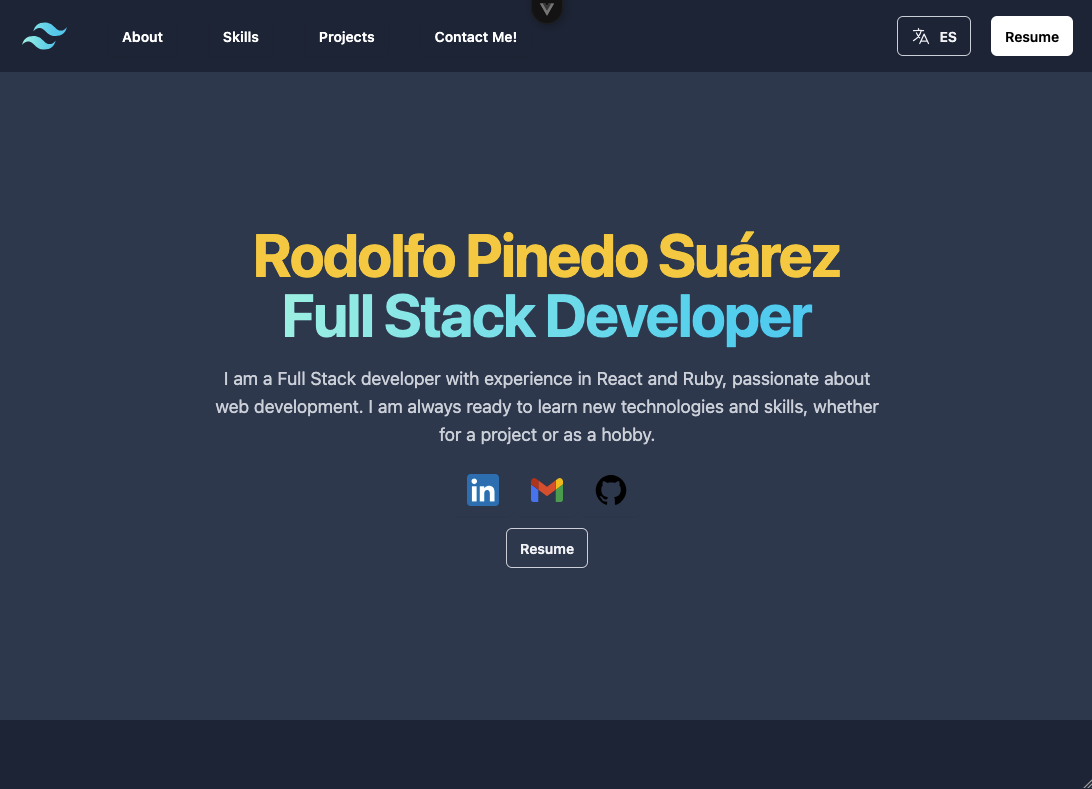 About
Skills
Projects
Contact Me!
ES
Resume
Rodolfo Pinedo Suárez
Full Stack Developer
I am a Full Stack developer with experience in React and Ruby, passionate about
web development. I am always ready to learn new technologies and skills, whether
for a project or as a hobby.
in
Resume